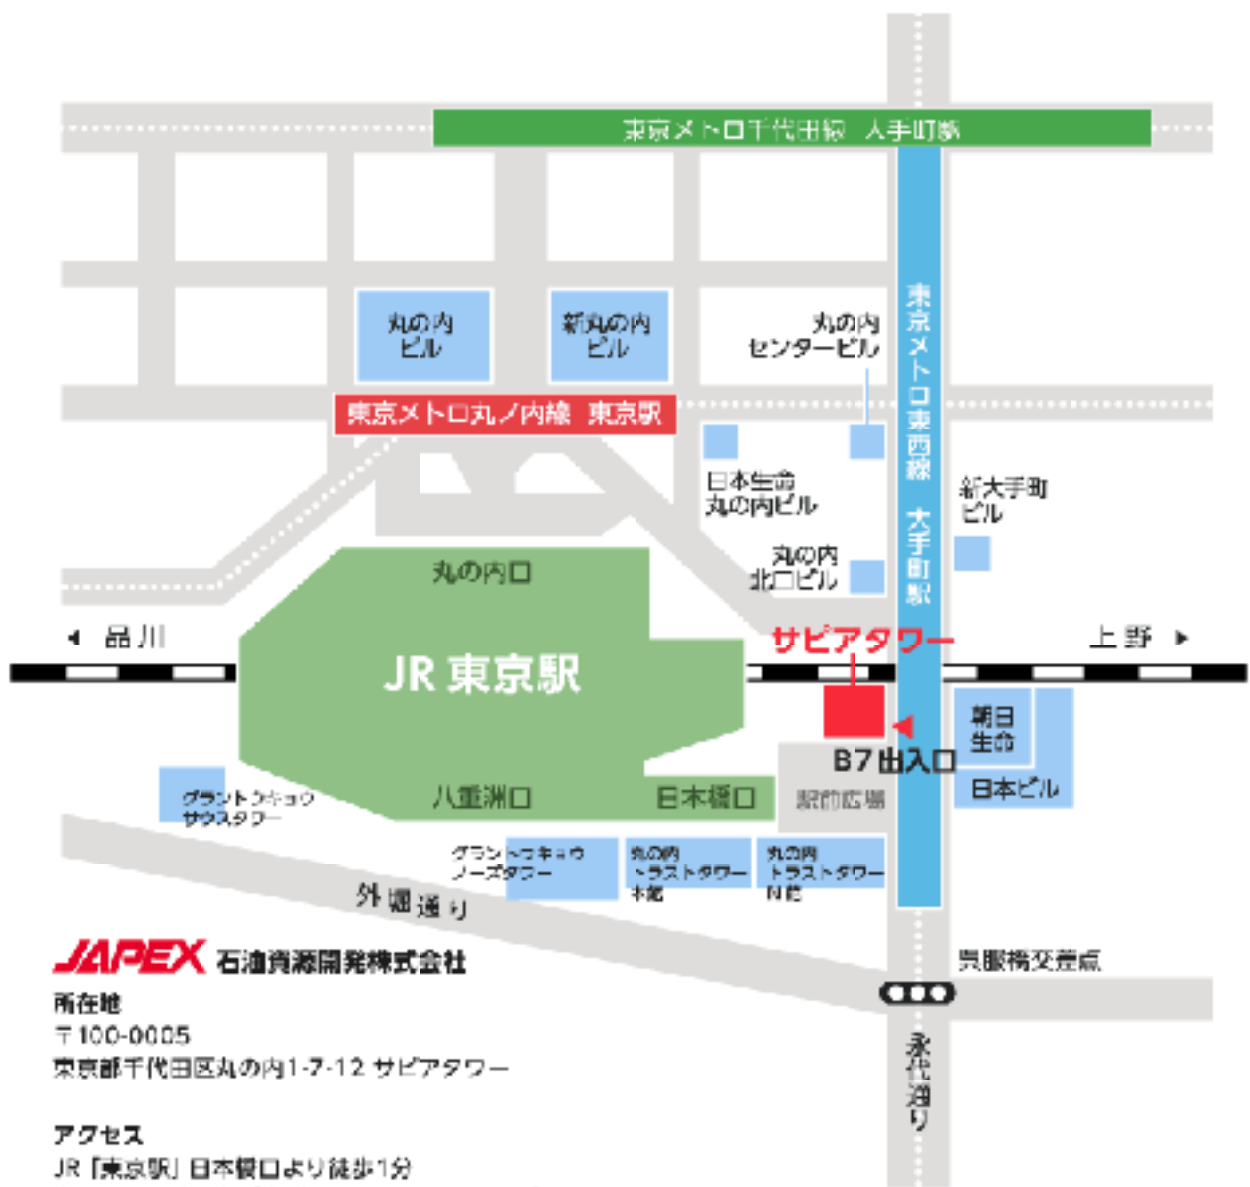 東京メトロ千代田線 大手町駅
丸の内
ビル
新丸の内
ビル
丸の内
センタービル
東京メトロ東西線 大手町駅
東京メトロ丸ノ内線 東京駅
日本生命
丸の内ビル
新大手町
ビル
丸の内
北口ビル
丸の内口
品川
サピアタワー
上野
JR 東京駅
朝日
生命
B7出入口
日本ビル
グラントウキョウ
サウスタワー
八重洲口
日本橋口
駅前広場
グラントウキョウ
ノースタワー
丸の内
トラストタワー
本館
丸の内
トラストタワー
N館
外堀通り
呉服橋交差点
永代通り
JAPEX 石油資源開発株式会社
所在地
〒100-0005
東京都千代田区丸の内1-7-12 サピアタワー
アクセス
JR「東京駅」日本橋口より徒歩1分